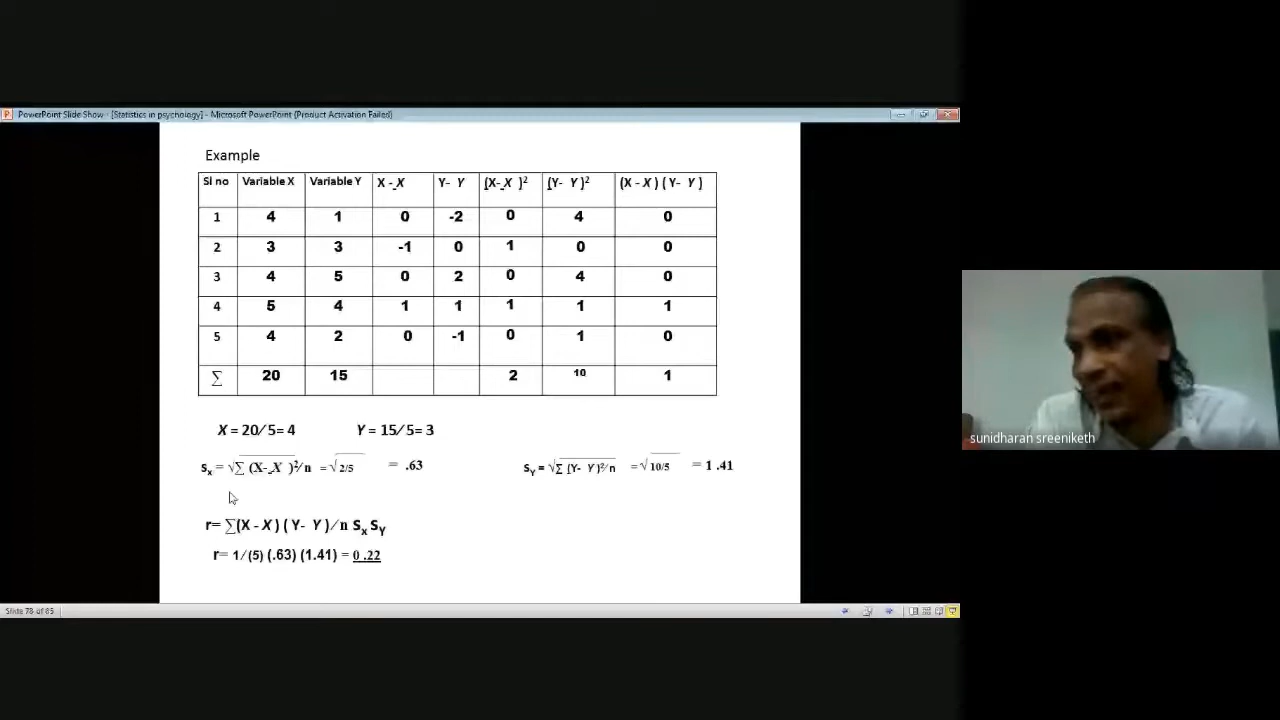 PowerPoint Slide Show - [Statistics in psychology] - Microsoft PowerPoint (Product Activation Failed)
Example
Sl no Variable X Variable Y X - X Y- Y (X- X )² (Y- Y )² (X - X ) ( Y- Y )
1 4 1 0 -2 0 4 0
2 3 3 -1 0 1 0 0
3 4 5 0 2 0 4 0
4 5 4 1 1 1 1 1
5 4 2 0 -1 0 1 0
∑ 20 15 2 10 1
X = 20/5= 4 Y = 15/5= 3
Sx = √∑ (X- X )²/n = √2/5 = .63 SY = √∑ (Y- Y )²/n = √10/5 = 1 .41
r= ∑(X - X ) ( Y- Y )/n Sx SY
r= 1/(5) (.63) (1.41) = 0 .22
Slide 78 of 85
sunidharan sreeniketh